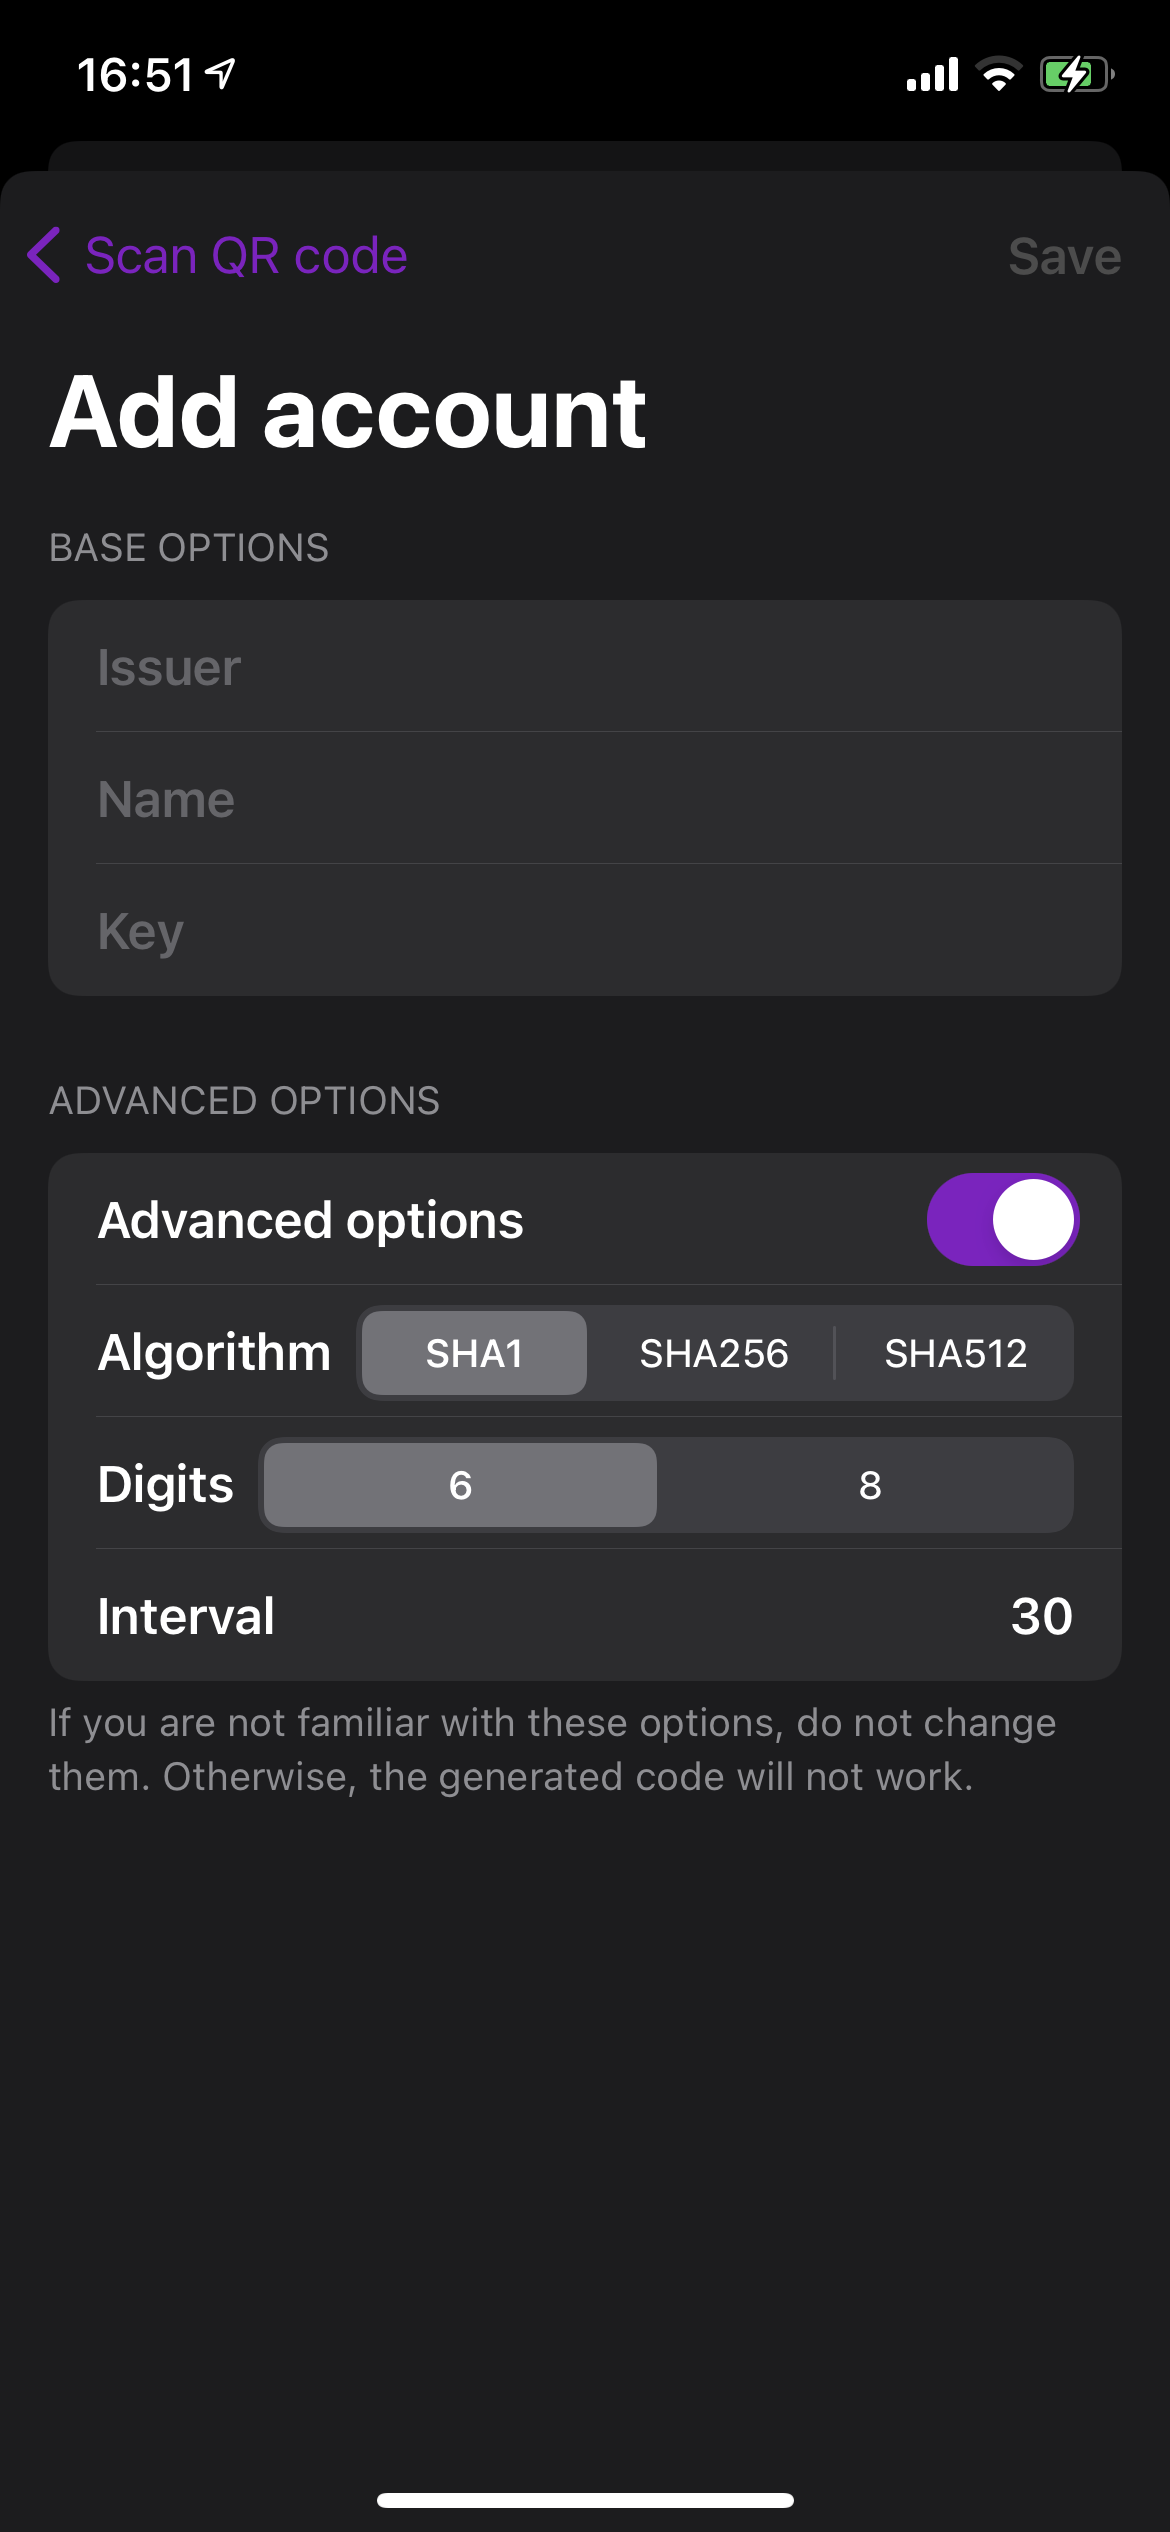 16:51
Scan QR code
Save
Add account
BASE OPTIONS
Issuer
Name
Key
ADVANCED OPTIONS
Advanced options
Algorithm SHA1 SHA256 SHA512
Digits 6 8
Interval 30
If you are not familiar with these options, do not change
them. Otherwise, the generated code will not work.